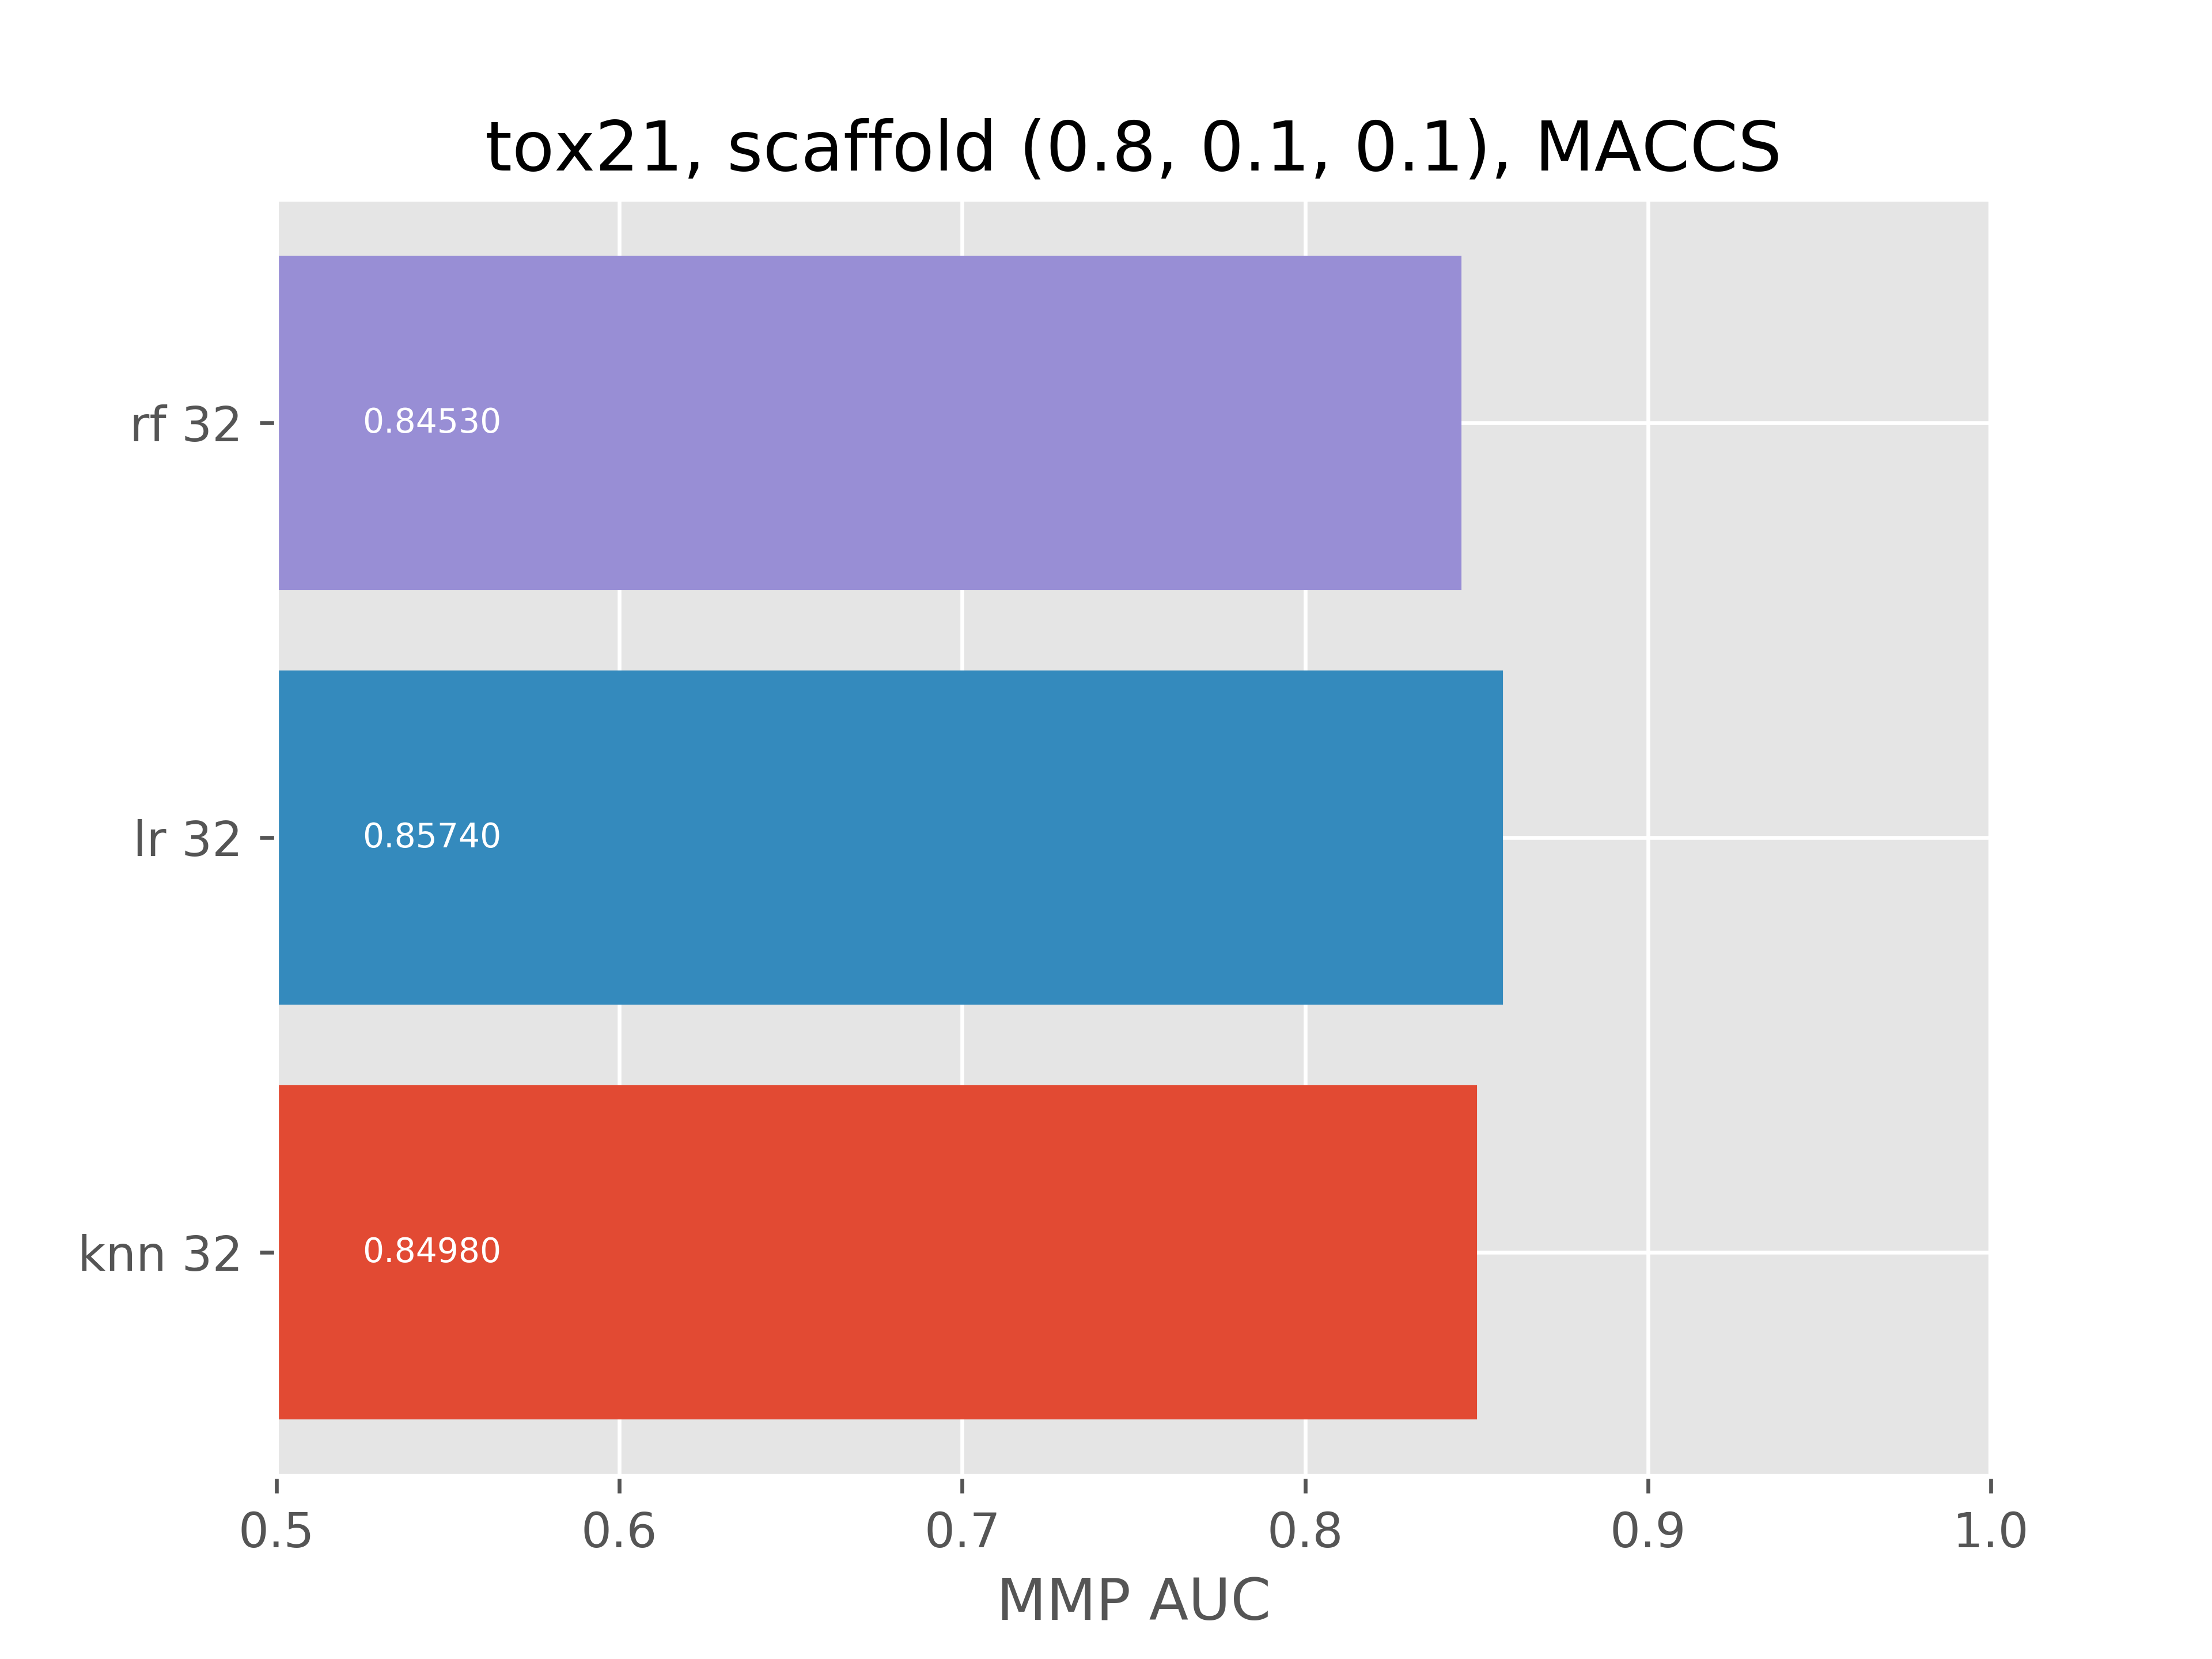 tox21, scaffold (0.8, 0.1, 0.1), MACCS
rf 32
0.84530
lr 32
0.85740
knn 32
0.84980
0.5 0.6 0.7 0.8 0.9 1.0
MMP AUC